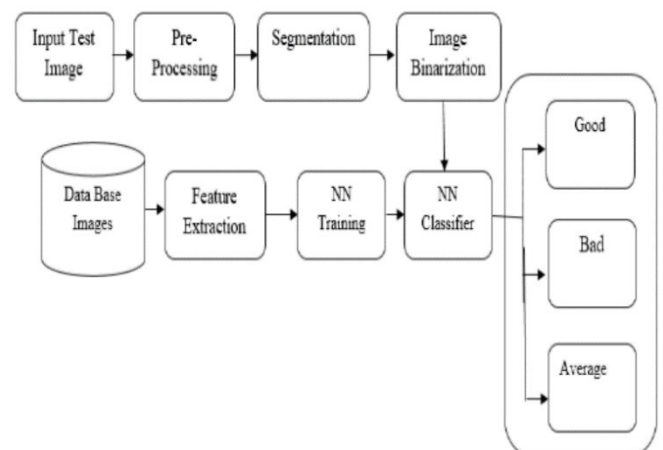 Input Test
Image
Pre-
Processing
Segmentation
Image
Binarization
Data Base
Images
Feature
Extraction
NN
Training
NN
Classifier
Good
Bad
Average